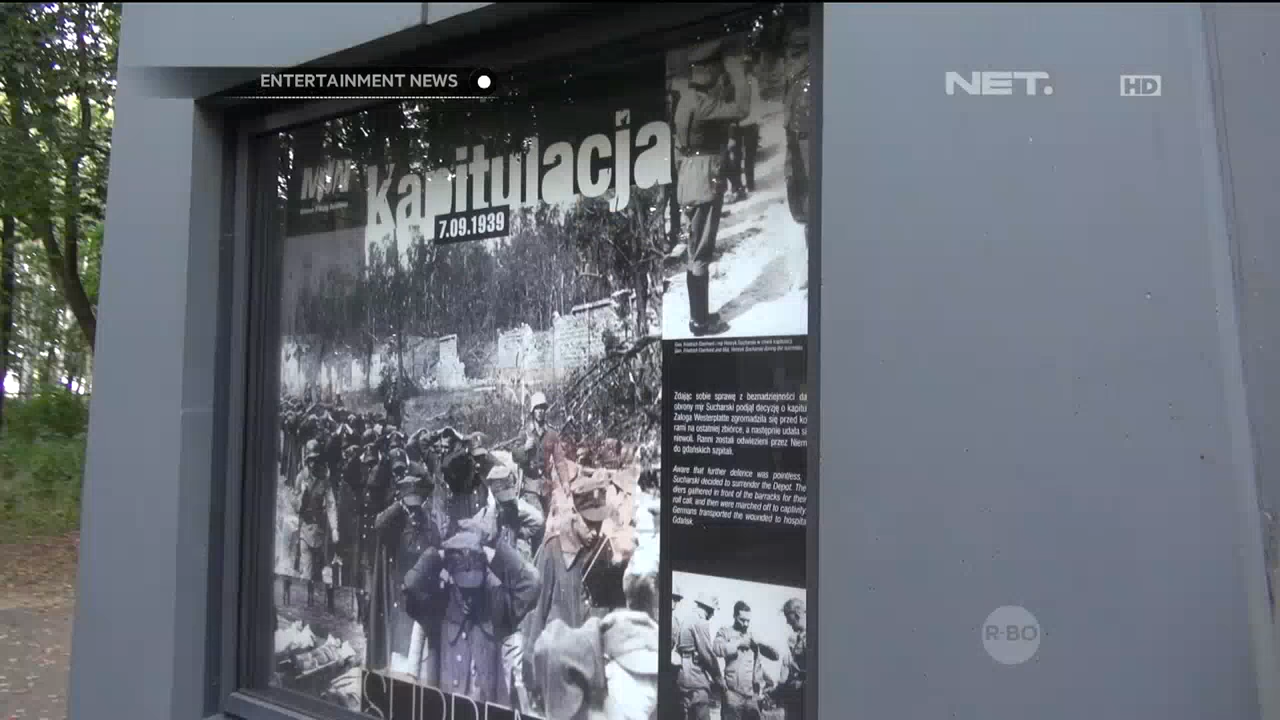 ENTERTAINMENT NEWS
NET.
HD
Kapitulacja
7.09.1939
Zdając sobie sprawę z beznadziejności da
obrony mjr Sucharski podjął decyzję o kapitu
Załoga Westerplatte zgromadziła się przed ko
rami na ostatniej zbiórce, a następnie udała si
niewoli. Ranni zostali odwiezieni przez Niem
do gdańskich szpitali.
Aware that further defence was pointless,
Sucharski decided to surrender the Depot. The
diers gathered in front of the barracks for their
roll call, and then were marched off to captivity.
Germans transported the wounded to hospita
Gdańsk.
R-BO